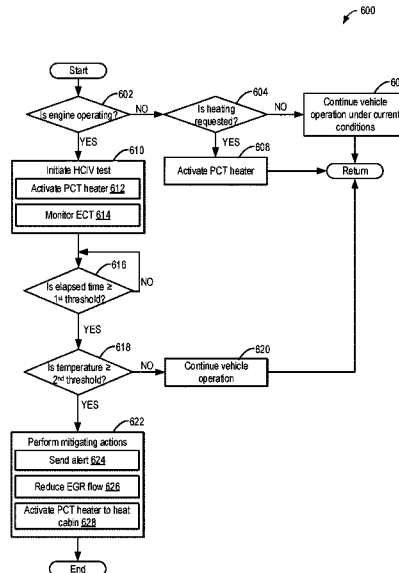 600
Start
602
Is engine operating?
NO
604
Is heating
requested?
NO
60
Continue vehicle
operation under current
conditions
YES
YES
610
Initiate HCIV test
Activate PCT heater 612
Monitor ECT 614
608
Activate PCT heater
Return
616
Is elapsed time ≥
1st threshold?
NO
YES
618
Is temperature ≥
2nd threshold?
NO
620
Continue vehicle
operation
YES
622
Perform mitigating actions
Send alert 624
Reduce EGR flow 626
Activate PCT heater to heat
cabin 628
End